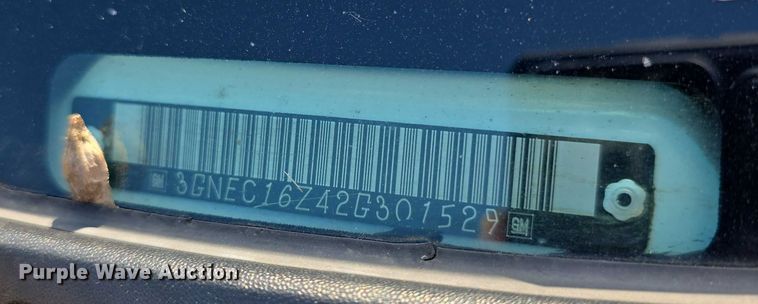 GM 3GNEC16Z42G301529 GM
Purple Wave Auction